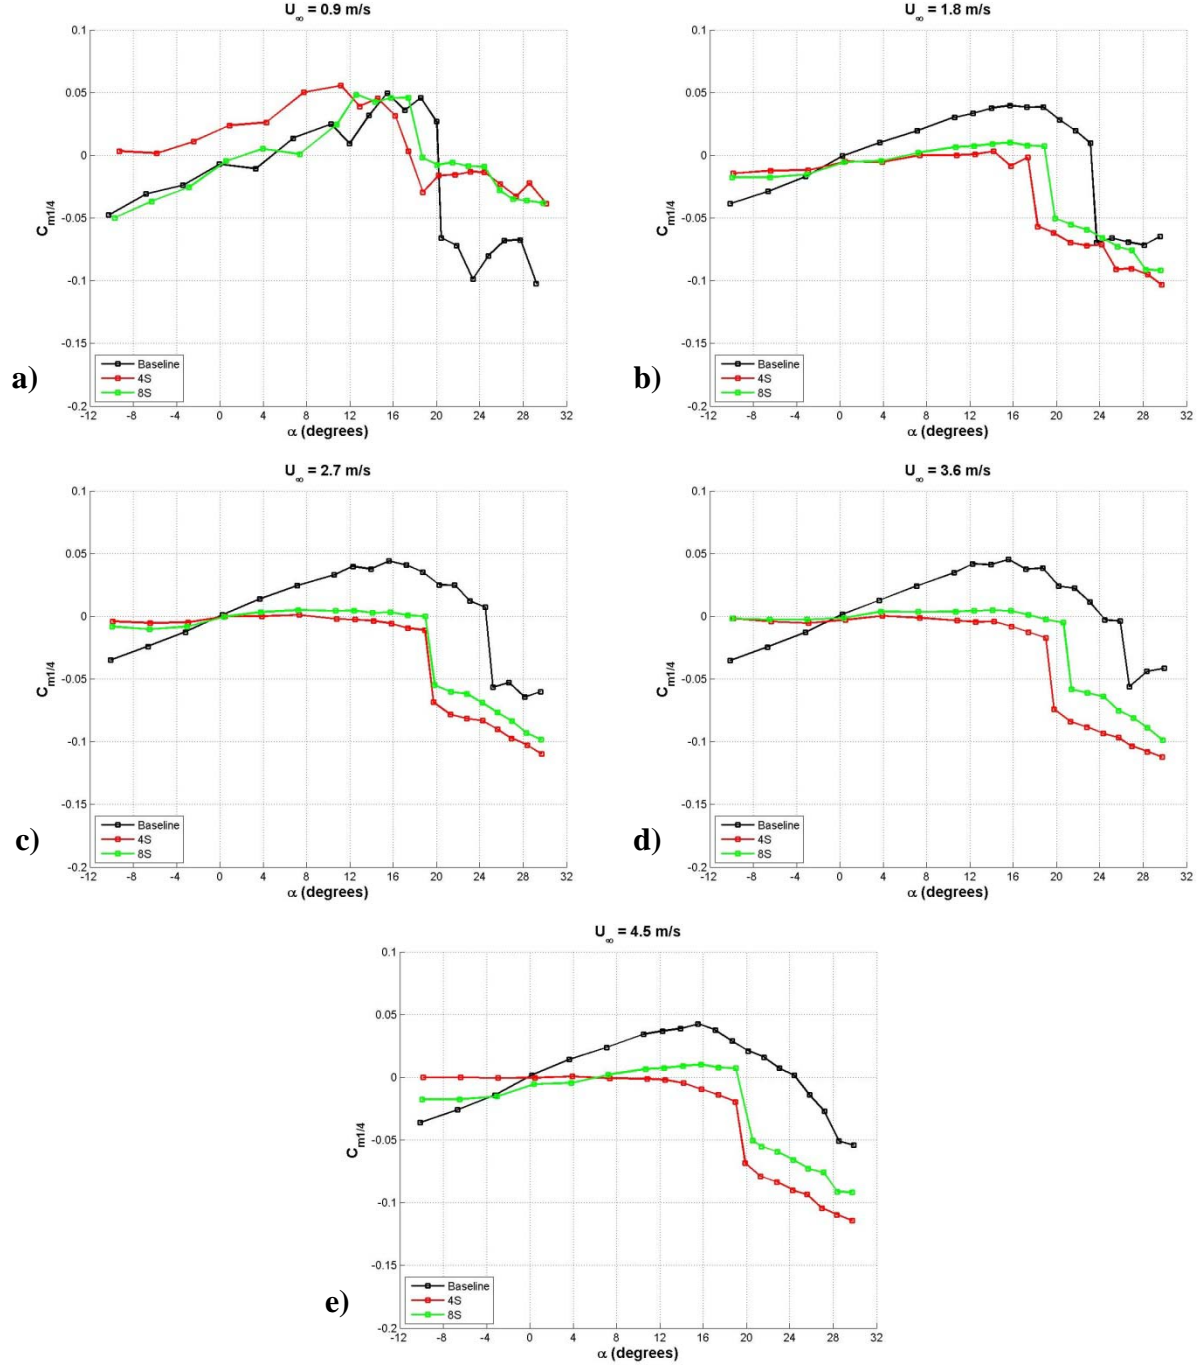 U∞ = 0.9 m/s
0.1
0.05
0
-0.05
-0.1
-0.15
-0.2
Cm1/4
Baseline
4S
8S
-12 -8 -4 0 4 8 12 16 20 24 28 32
α (degrees)
a)
U∞ = 1.8 m/s
0.1
0.05
0
-0.05
-0.1
-0.15
-0.2
Cm1/4
Baseline
4S
8S
-12 -8 -4 0 4 8 12 16 20 24 28 32
α (degrees)
b)
U∞ = 2.7 m/s
0.1
0.05
0
-0.05
-0.1
-0.15
-0.2
Cm1/4
Baseline
4S
8S
-12 -8 -4 0 4 8 12 16 20 24 28 32
α (degrees)
c)
U∞ = 3.6 m/s
0.1
0.05
0
-0.05
-0.1
-0.15
-0.2
Cm1/4
Baseline
4S
8S
-12 -8 -4 0 4 8 12 16 20 24 28 32
α (degrees)
d)
U∞ = 4.5 m/s
0.1
0.05
0
-0.05
-0.1
-0.15
-0.2
Cm1/4
Baseline
4S
8S
-12 -8 -4 0 4 8 12 16 20 24 28 32
α (degrees)
e)